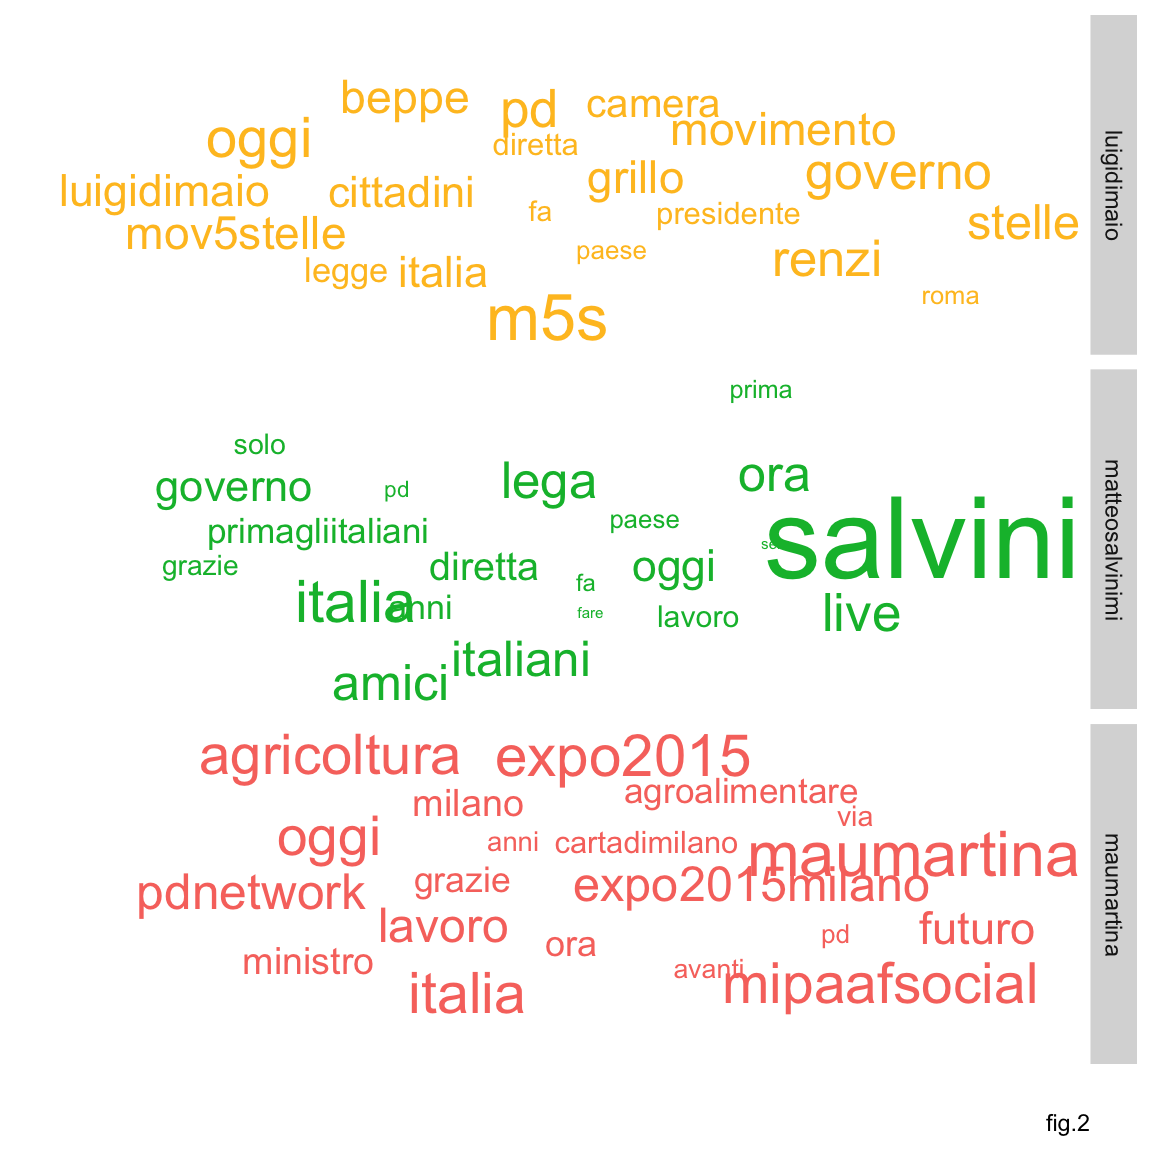 beppe
pd
camera
oggi
diretta
movimento
luigidimaio
cittadini
grillo
governo
fa
presidente
stelle
mov5stelle
paese
renzi
legge
italia
roma
m5s
luigidimaio
prima
solo
governo
pd
lega
ora
primagliitaliani
paese
salvini
grazie
diretta
oggi
fa
italia
anni
fare
lavoro
live
italiani
amici
matteosalvinimi
agricoltura
expo2015
milano
agroalimentare
via
oggi
anni
cartadimilano
maumartina
pdnetwork
grazie
expo2015milano
lavoro
ora
pd
futuro
ministro
avanti
italia
mipaafsocial
maumartina
fig.2